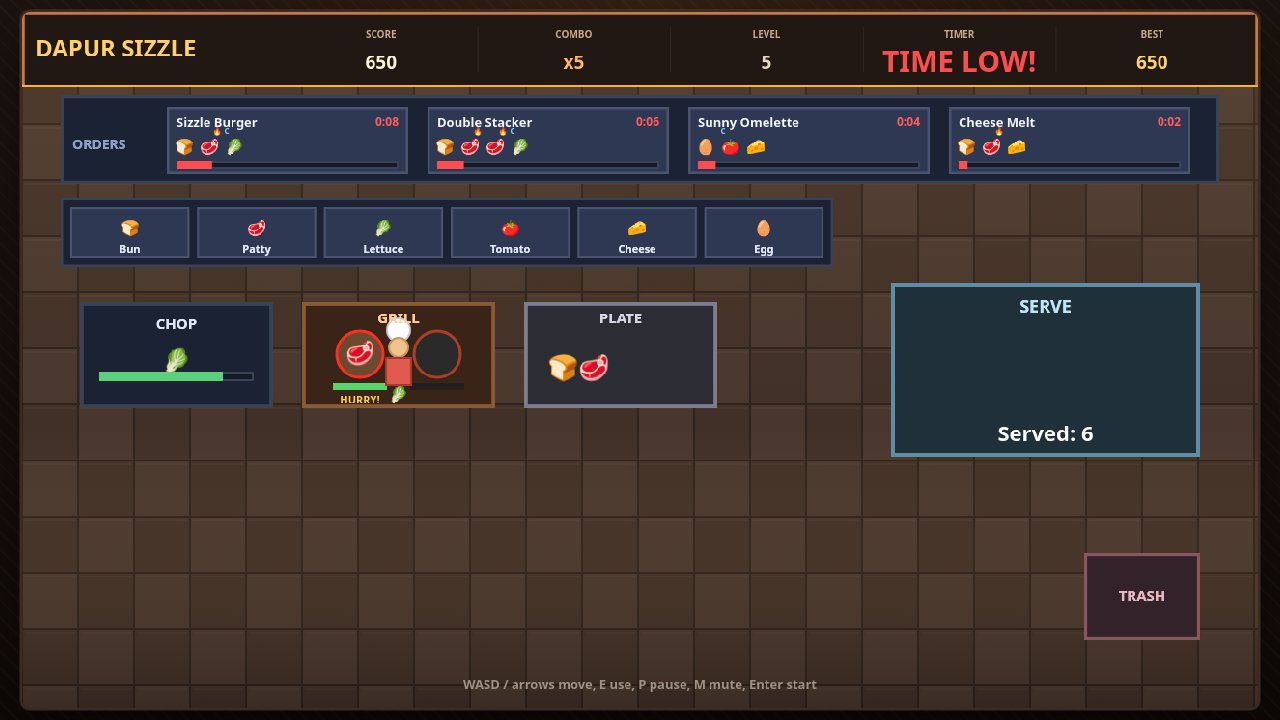 DAPUR SIZZLE
SCORE
650
COMBO
x5
LEVEL
5
TIMER
TIME LOW!
BEST
650
ORDERS
Sizzle Burger 0:08
C
Double Stacker 0:06
C
Sunny Omelette 0:04
C
Cheese Melt 0:02
Bun
Patty
Lettuce
Tomato
Cheese
Egg
CHOP
GRILL
HURRY!
PLATE
SERVE
Served: 6
TRASH
WASD / arrows move, E use, P pause, M mute, Enter start